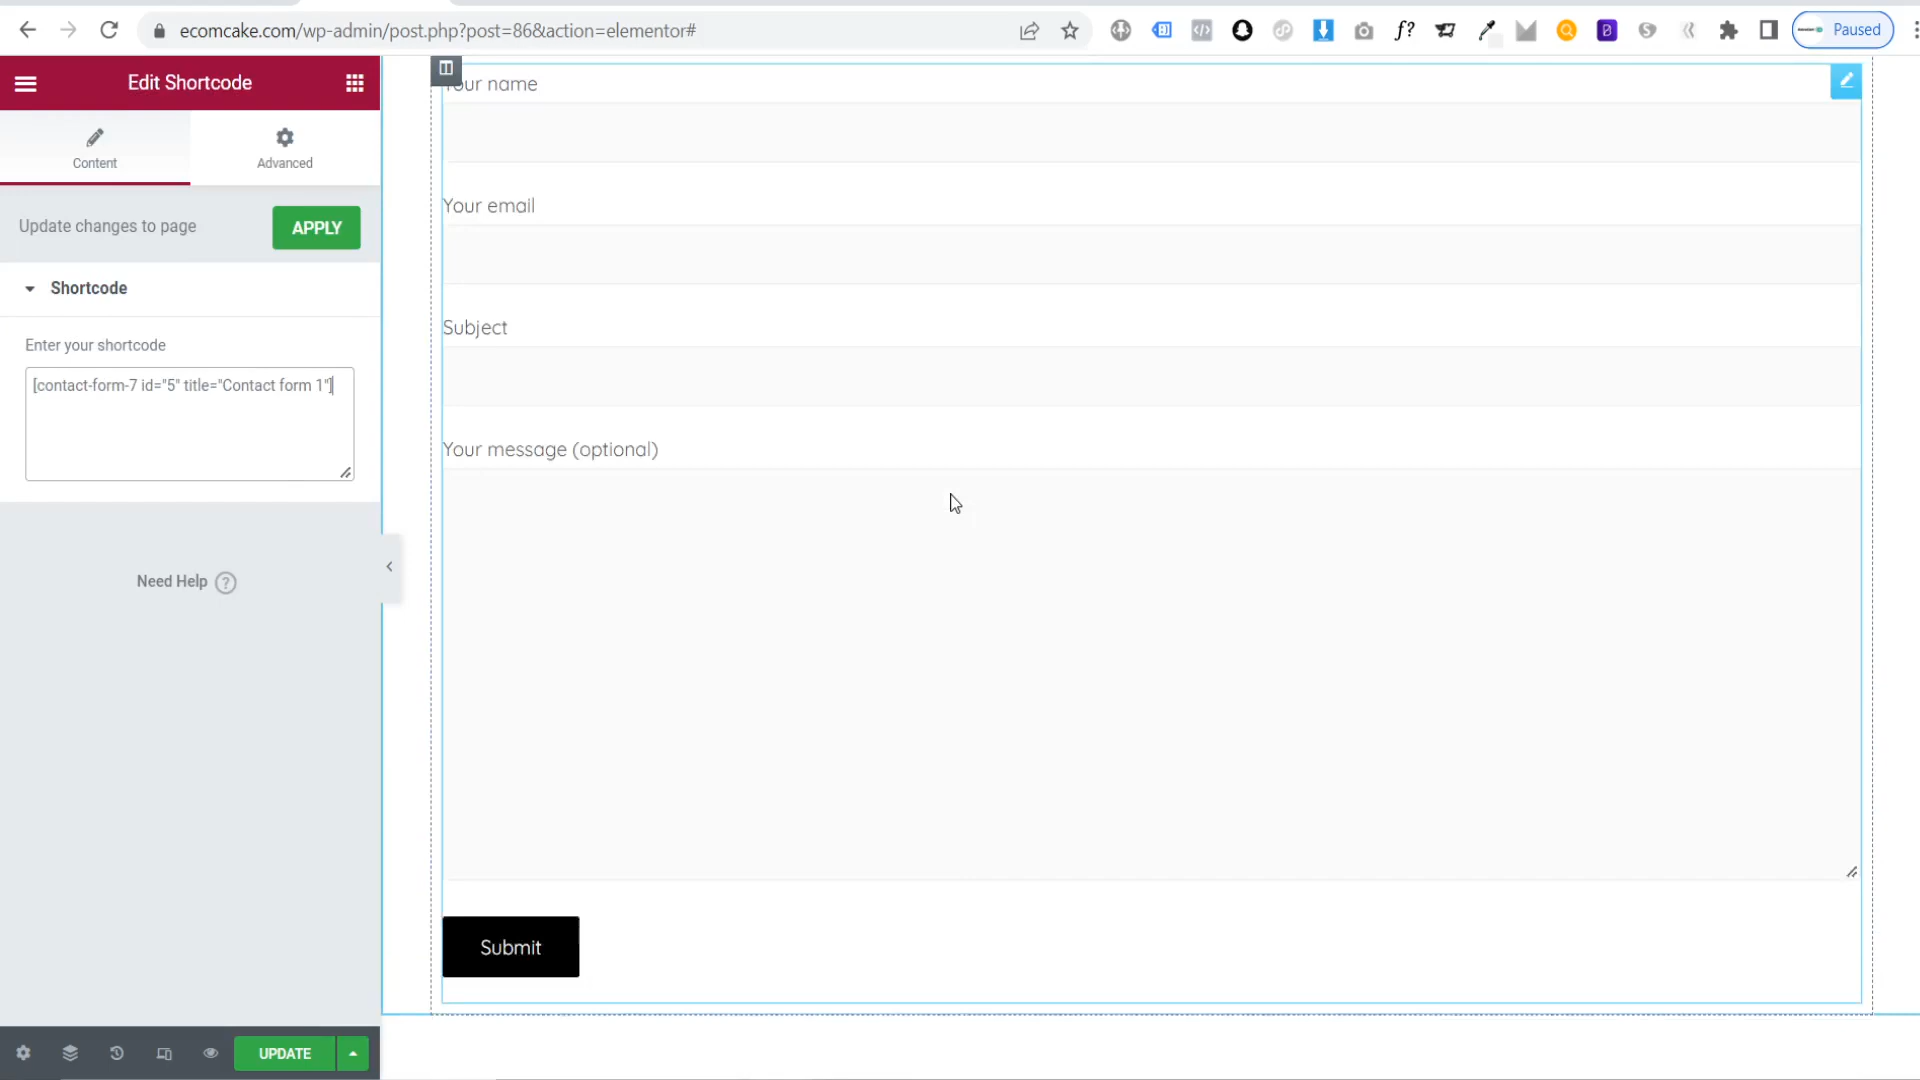 ecomcake.com/wp-admin/post.php?post=86&action=elementor#
Paused
Edit Shortcode
Content
Advanced
Update changes to page
APPLY
Shortcode
Enter your shortcode
[contact-form-7 id="5" title="Contact form 1"]
Need Help
UPDATE
Your name
Your email
Subject
Your message (optional)
Submit